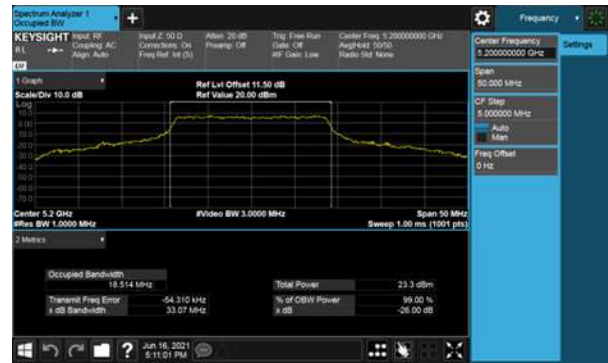 Spectrum Analyzer 1
Occupied BW
+
Frequency
KEYSIGHT
Input: RF
Input Z: 50 Ω
Atten: 20 dB
Trig: Free Run
Center Freq: 5.200000000 GHz
RL
Coupling: AC
Corrections: On
Preamp: Off
Gate: Off
Avg|Hold: 50/50
Align: Auto
Freq Ref: Int (S)
#IF Gain: Low
Radio Std: None
1 Graph
Ref Lvl Offset 11.50 dB
Scale/Div 10.0 dB
Ref Value 20.00 dBm
Log
10.0
0.00
-10.0
-20.0
-30.0
-40.0
-50.0
-60.0
-70.0
Center 5.2 GHz
#Video BW 3.0000 MHz
Span 50 MHz
#Res BW 1.0000 MHz
Sweep 1.00 ms (1001 pts)
2 Metrics
Occupied Bandwidth
18.514 MHz
Total Power
23.3 dBm
Transmit Freq Error
-54.310 kHz
% of OBW Power
99.00 %
x dB Bandwidth
33.07 MHz
x dB
-26.00 dB
Jun 16, 2021
5:11:01 PM
?
Center Frequency
5.200000000 GHz
Settings
Span
50.000 MHz
CF Step
5.000000 MHz
Auto
Man
Freq Offset
0 Hz